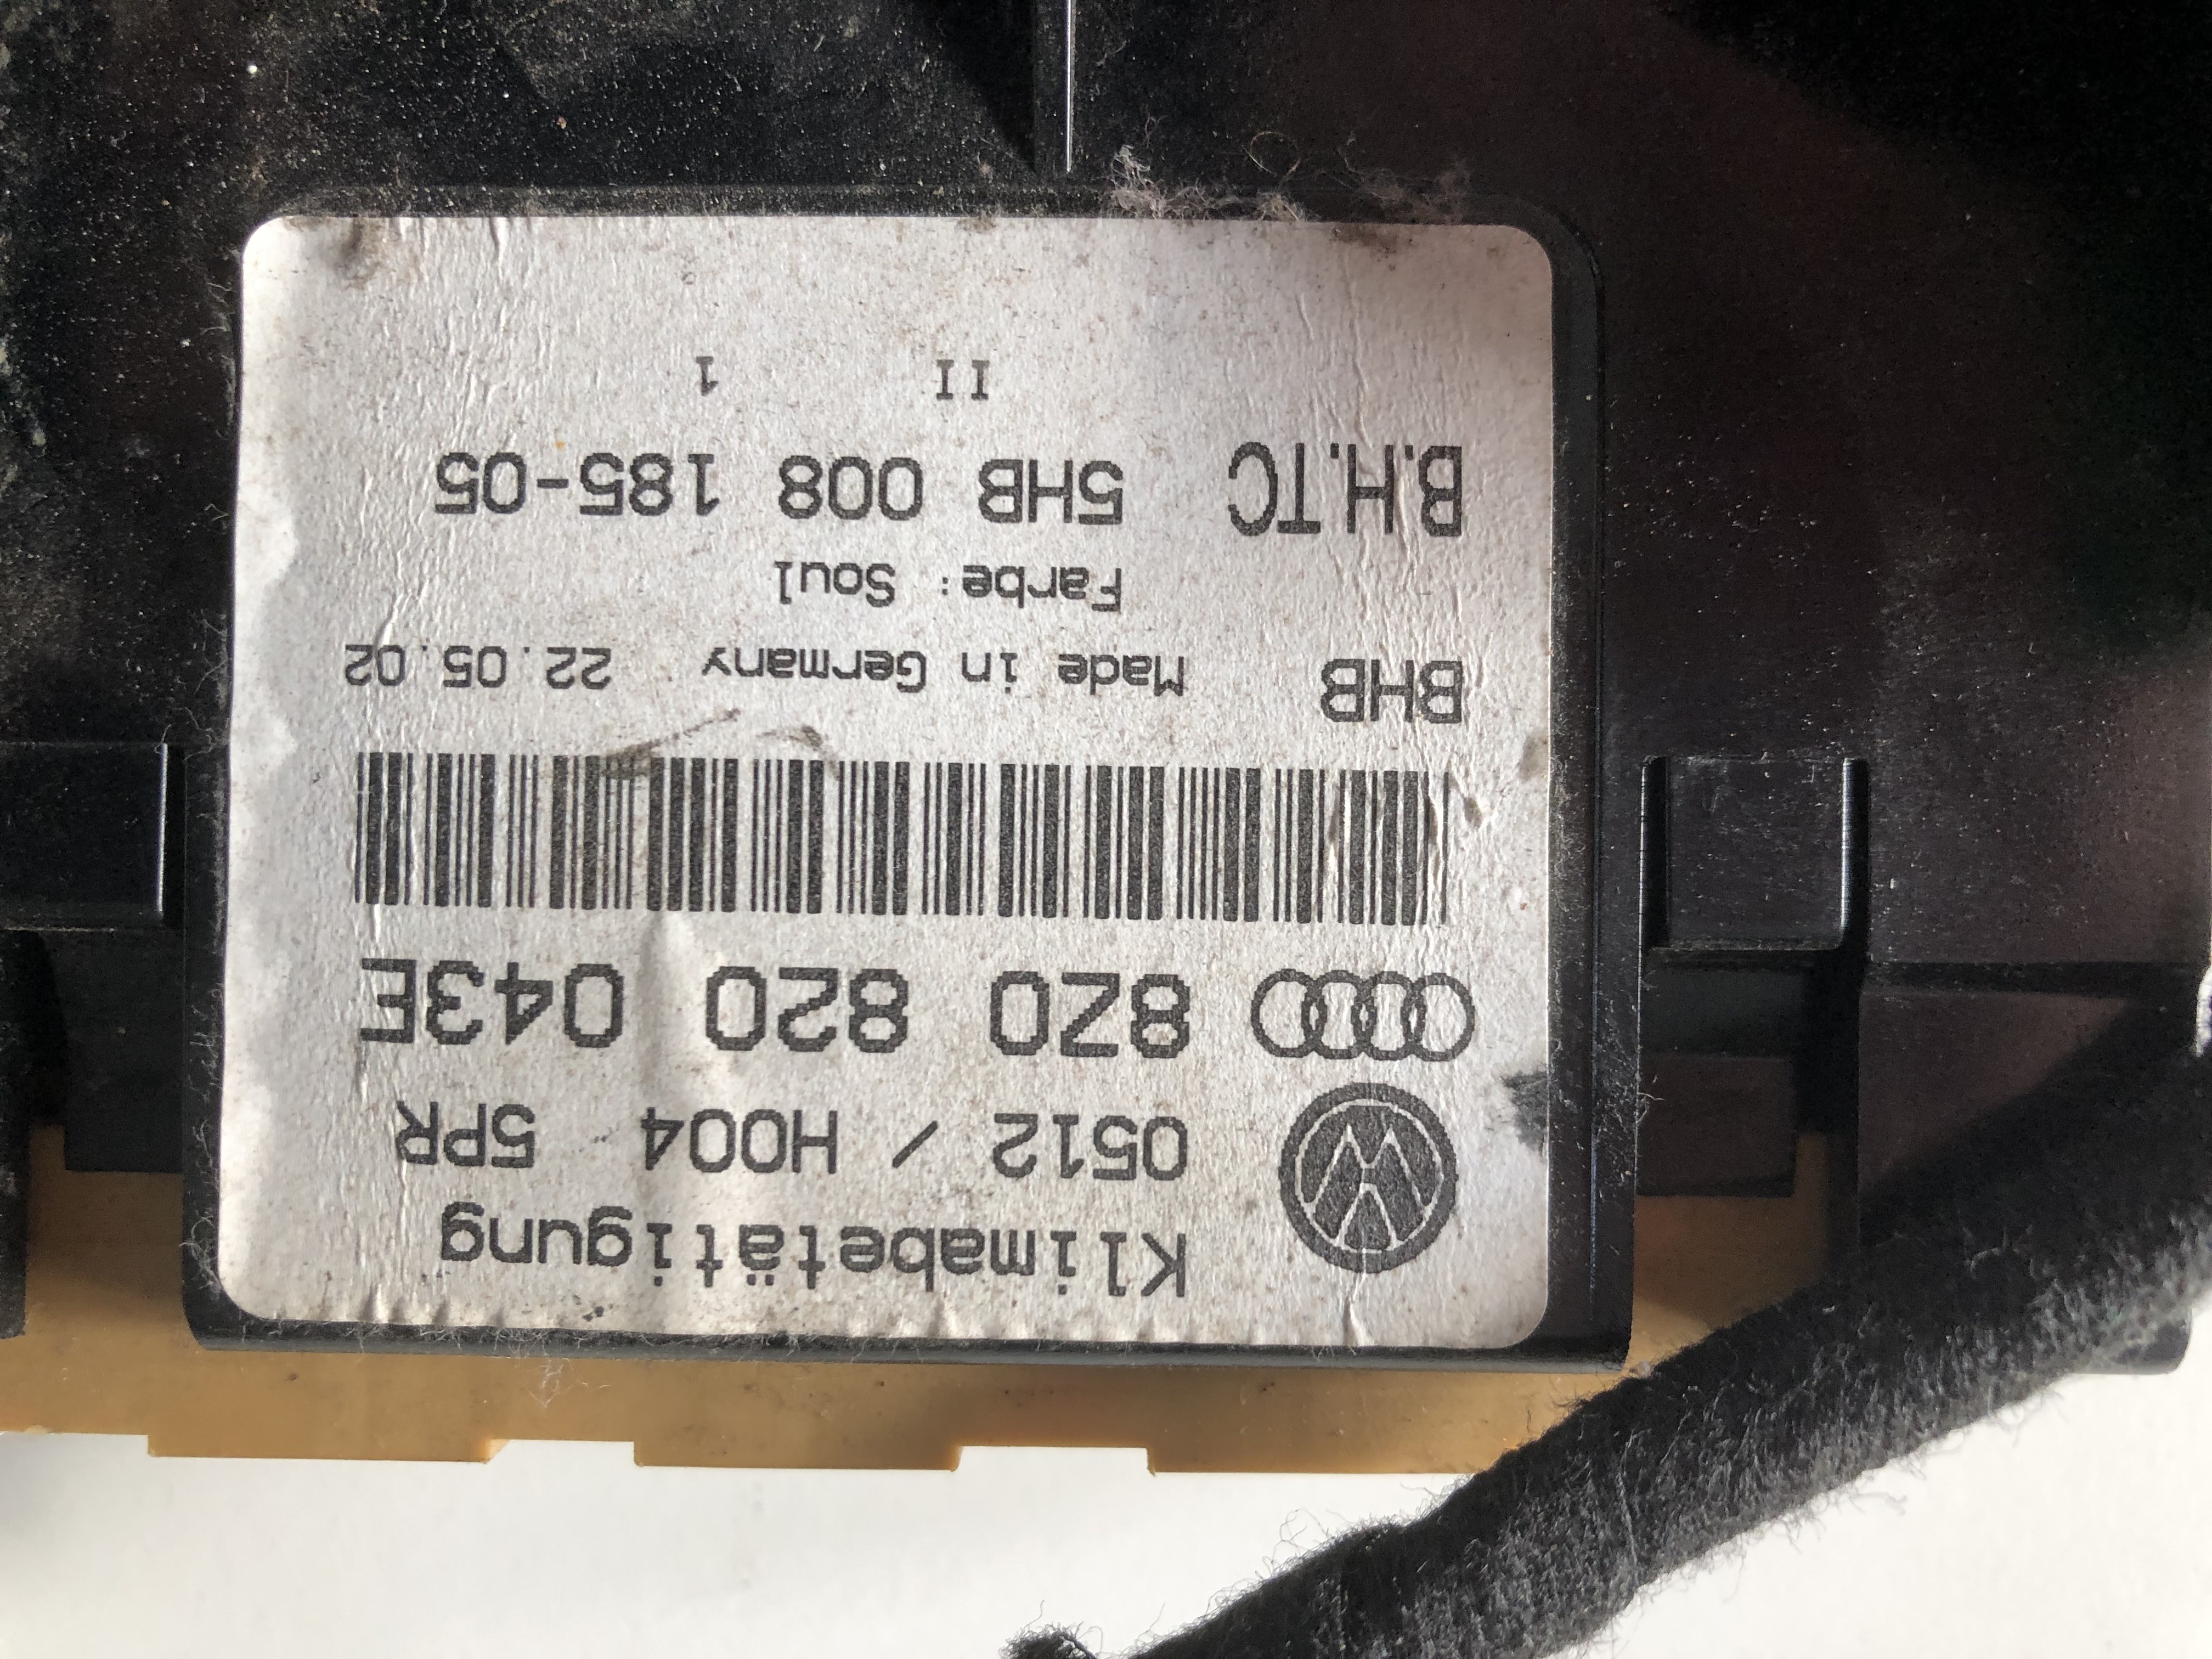 Klimabetätigung
0512 / H004 5PR
8Z0 820 043E
BHB Made in Germany 22.05.02
Farbe: Soul
B.H.TC 5HB 008 185-05
II 1